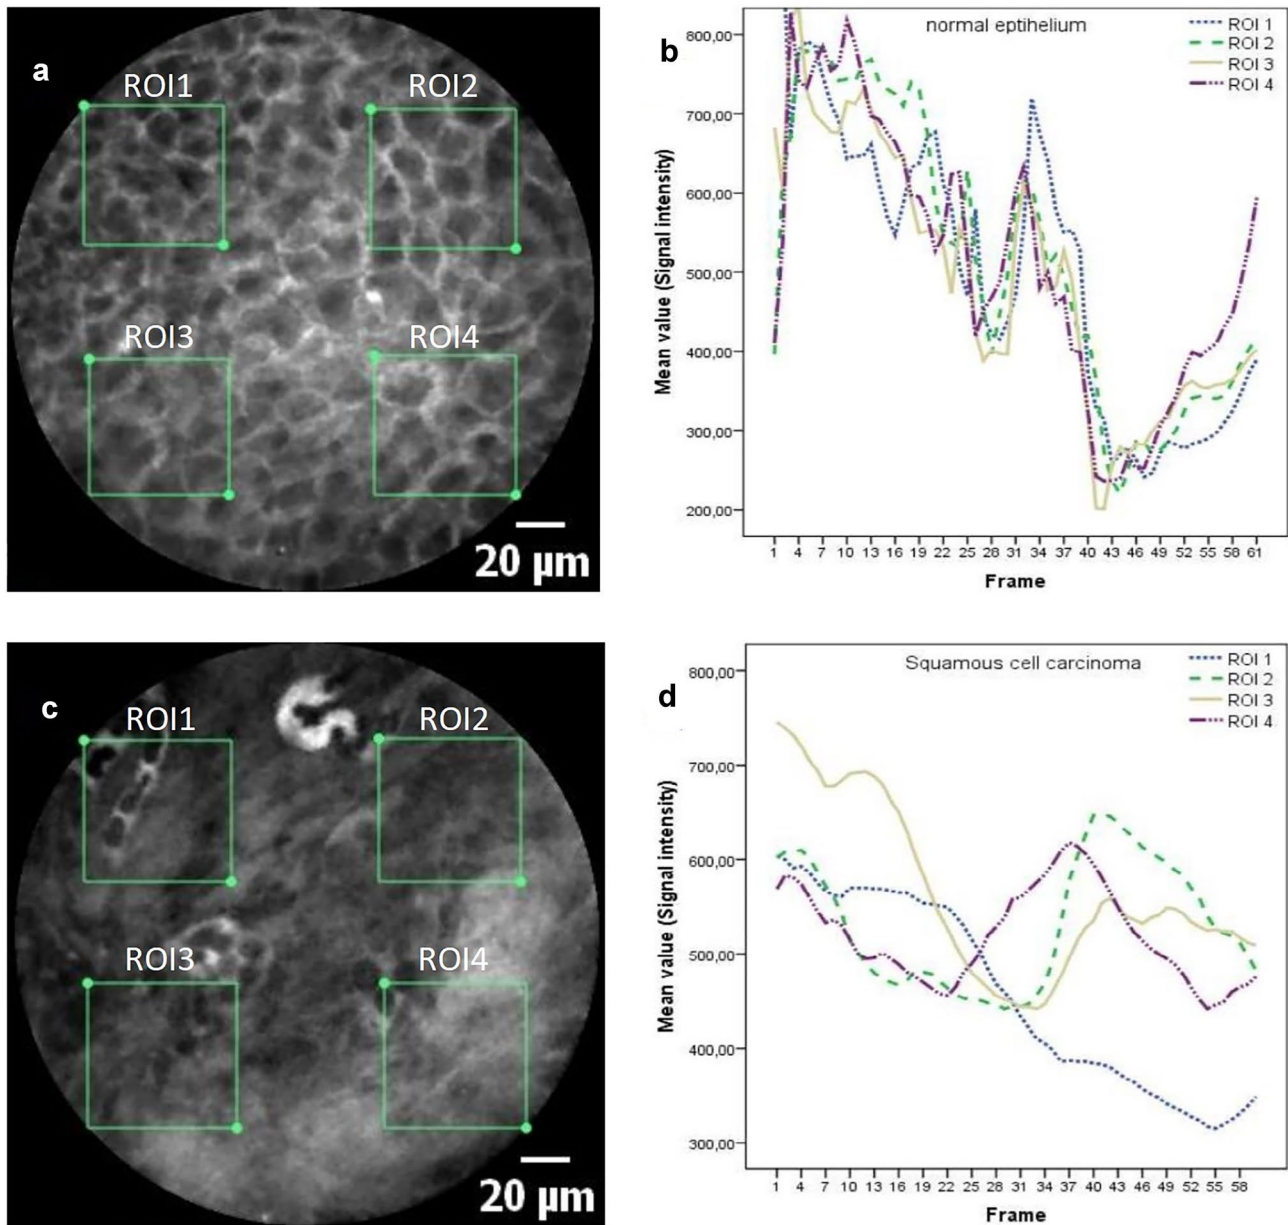 a
ROI1 ROI2
ROI3 ROI4
20 µm
b
normal eptihelium
ROI 1
ROI 2
ROI 3
ROI 4
Mean value (Signal intensity)
800,00
700,00
600,00
500,00
400,00
300,00
200,00
1 4 7 10 13 16 19 22 25 28 31 34 37 40 43 46 49 52 55 58 61
Frame
c
ROI1 ROI2
ROI3 ROI4
20 µm
d
Squamous cell carcinoma
ROI 1
ROI 2
ROI 3
ROI 4
Mean value (Signal intensity)
800,00
700,00
600,00
500,00
400,00
300,00
1 4 7 10 13 16 19 22 25 28 31 34 37 40 43 46 49 52 55 58
Frame